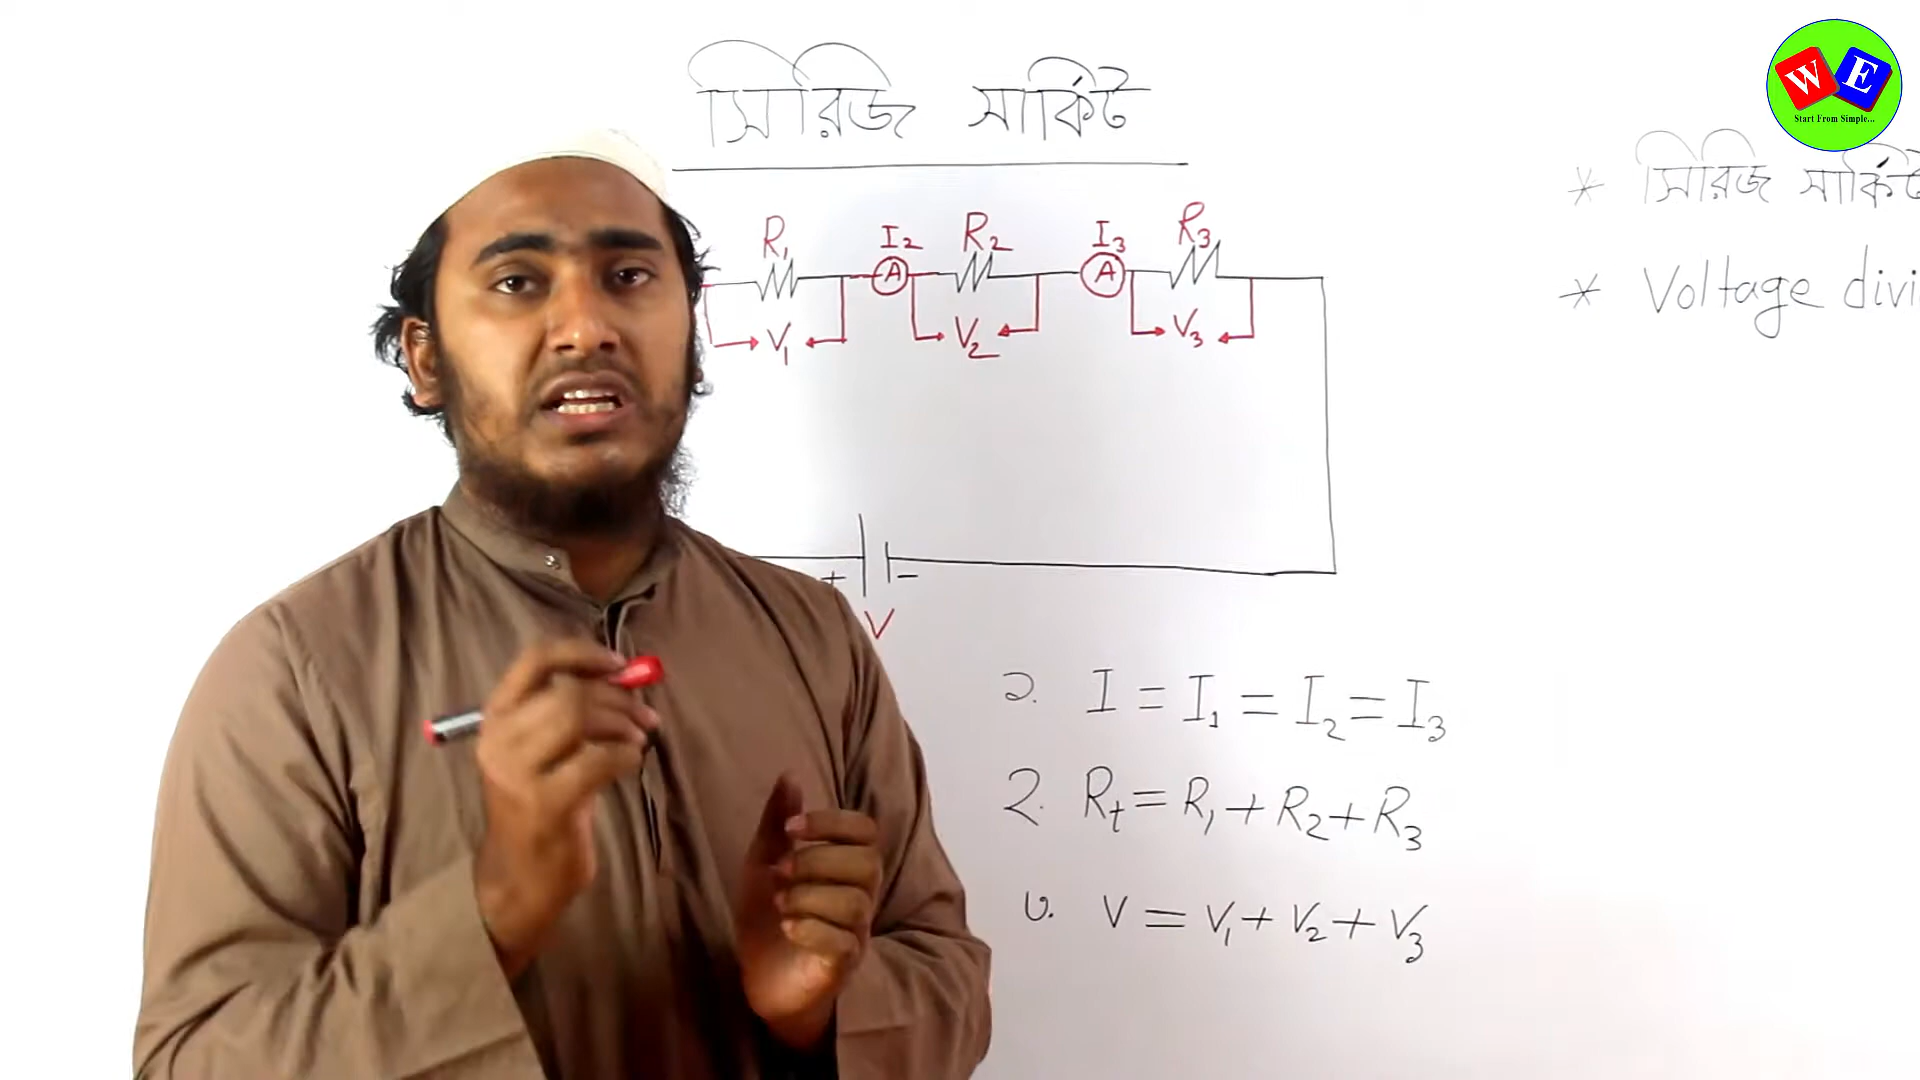 সিরিজ সার্কিট
W E
Start From Simple...
* সিরিজ সার্কিট
* Voltage divi
R₁ I₂ R₂ I₃ R₃
A A
V₁ V₂ V₃
+ -
V
১. I = I₁ = I₂ = I₃
২. Rt = R₁ + R₂ + R₃
৩. V = V₁ + V₂ + V₃